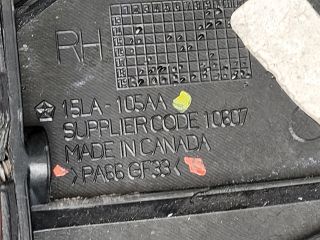 RH
15LA-105AA
SUPPLIER CODE 10807
MADE IN CANADA
>PA66 GF33<